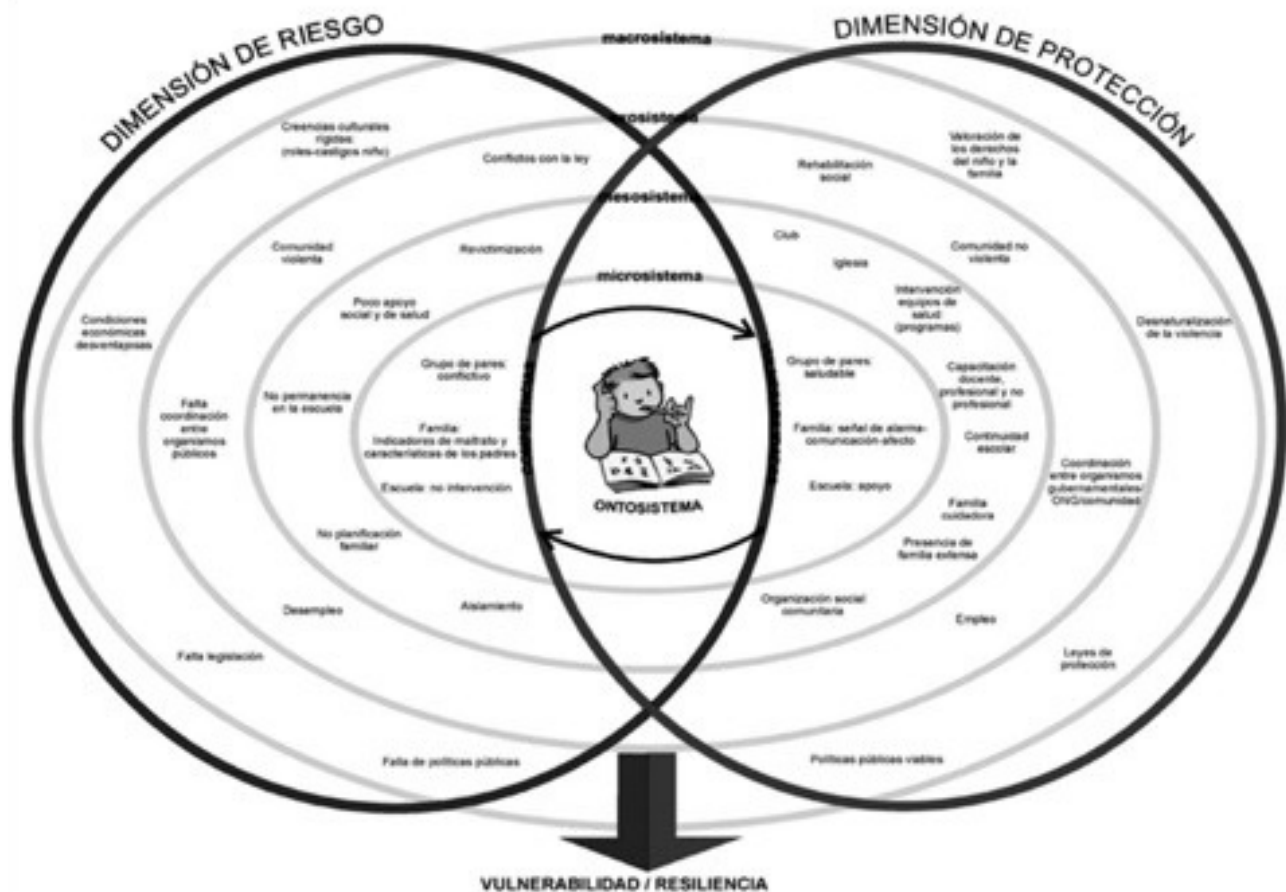 DIMENSIÓN DE RIESGO
DIMENSIÓN DE PROTECCIÓN
macrosistema
Creencias culturales
rígidas:
(roles-castigos niño)
exosistema
Conflictos con la ley
Valoración de
los derechos
del niño y la
familia
Rehabilitación
social
mesosistema
Comunidad
violenta
Revictimización
Club
Iglesia
Comunidad no
violenta
microsistema
Poco apoyo
social y de salud
Intervención
equipos de
salud
(programas)
Condiciones
económicas
desventajosas
Desnaturalización
de la violencia
Grupo de pares:
conflictivo
Grupo de pares:
saludable
Capacitación
docente,
profesional y no
profesional
No permanencia
en la escuela
Falta
coordinación
entre
organismos
públicos
Familia:
Indicadores de maltrato y
características de los padres
Familia: señal de alarma-
comunicación-afecto
Continuidad
escolar
Escuela: no intervención
Escuela: apoyo
Coordinación
entre organismos
gubernamentales/
ONG/comunidad
ONTOSISTEMA
Familia
cuidadora
No planificación
familiar
Presencia de
familia extensa
Desempleo
Aislamiento
Organización social
comunitaria
Empleo
Falta legislación
Leyes de
protección
Falta de políticas públicas
Políticas públicas viables
VULNERABILIDAD / RESILIENCIA